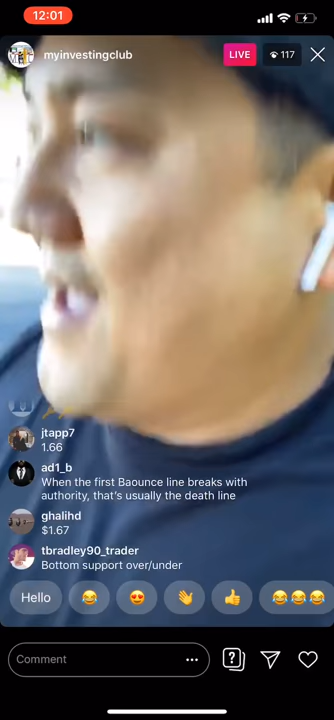 12:01
myinvestingclub
LIVE
117
jtapp7
1.66
ad1_b
When the first Baounce line breaks with
authority, that's usually the death line
ghalihd
$1.67
tbradley90_trader
Bottom support over/under
Hello
Comment